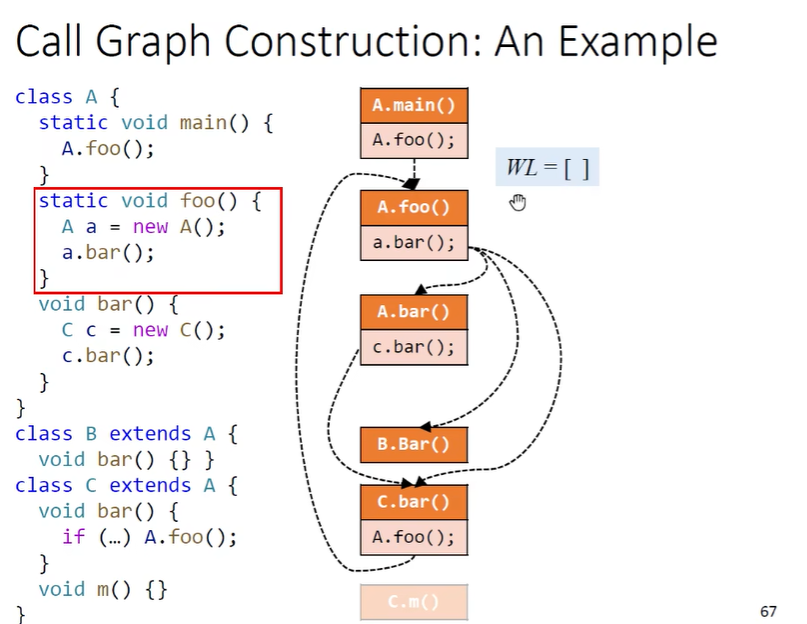 Call Graph Construction: An Example
class A {
static void main() {
A.foo();
}
static void foo() {
A a = new A();
a.bar();
}
void bar() {
C c = new C();
c.bar();
}
}
class B extends A {
void bar() {} }
class C extends A {
void bar() {
if (…) A.foo();
}
void m() {}
}
A.main()
A.foo();
WL = [ ]
A.foo()
a.bar();
A.bar()
c.bar();
B.Bar()
C.bar()
A.foo();
C.m()
67